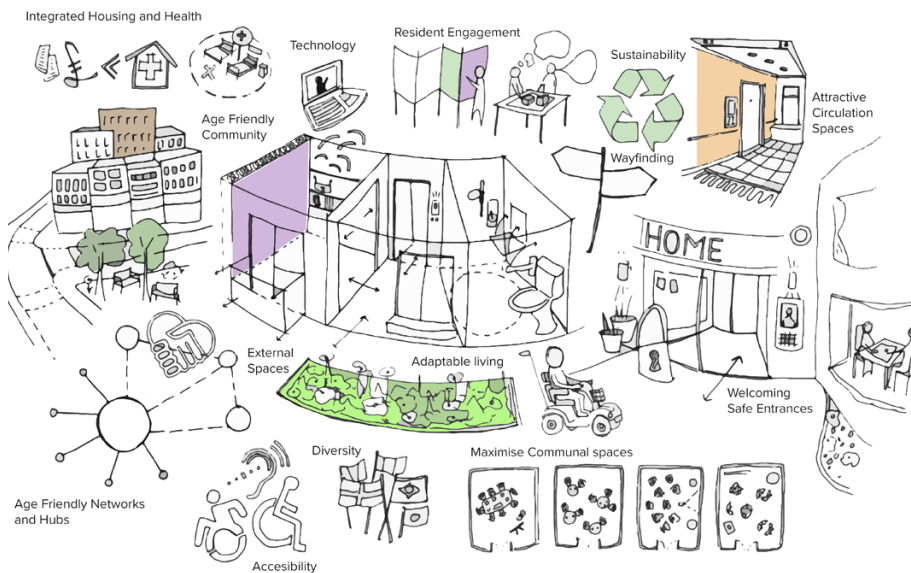 Integrated Housing and Health
Technology
Resident Engagement
Sustainability
Attractive
Circulation
Spaces
Age Friendly
Community
Wayfinding
HOME
External
Spaces
Adaptable living
Welcoming
Safe Entrances
Diversity
Maximise Communal spaces
Age Friendly Networks
and Hubs
Accesibility